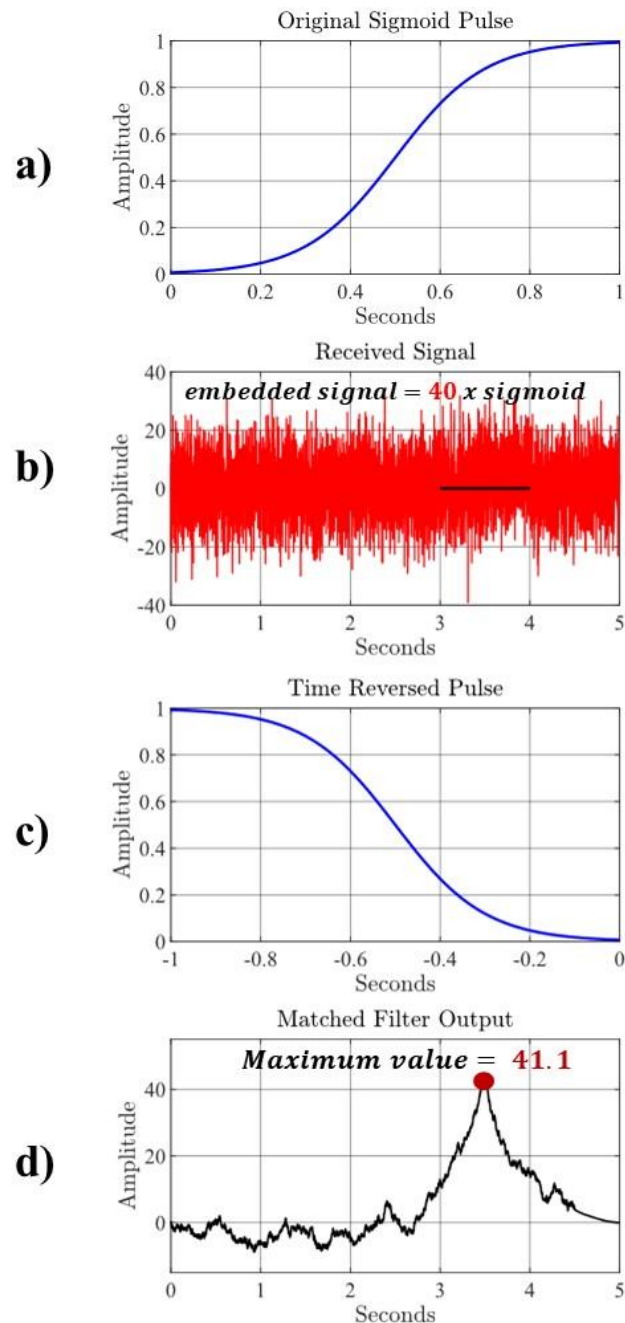 Original Sigmoid Pulse
a)
Amplitude
1
0.8
0.6
0.4
0.2
0
0 0.2 0.4 0.6 0.8 1
Seconds
Received Signal
embedded signal = 40 x sigmoid
b)
Amplitude
40
20
0
-20
-40
0 1 2 3 4 5
Seconds
Time Reversed Pulse
c)
Amplitude
1
0.8
0.6
0.4
0.2
0
-1 -0.8 -0.6 -0.4 -0.2 0
Seconds
Matched Filter Output
Maximum value = 41.1
d)
Amplitude
40
20
0
0 1 2 3 4 5
Seconds